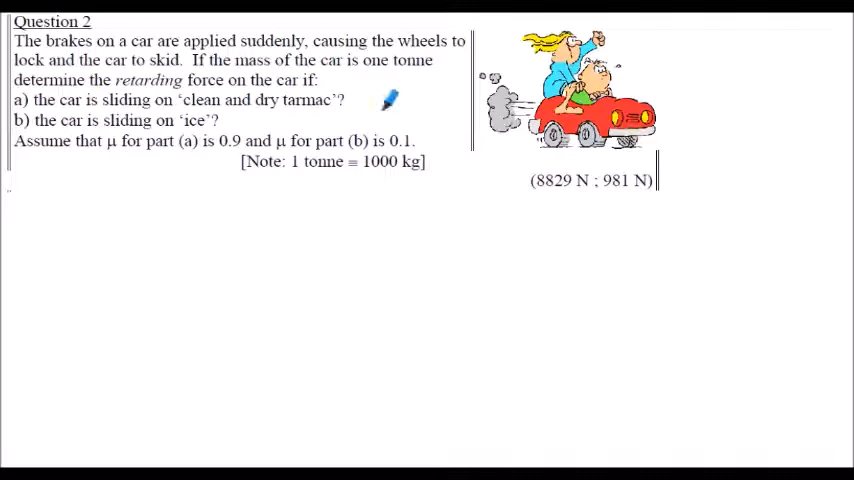 Question 2
The brakes on a car are applied suddenly, causing the wheels to
lock and the car to skid. If the mass of the car is one tonne
determine the retarding force on the car if:
a) the car is sliding on ‘clean and dry tarmac’?
b) the car is sliding on ‘ice’?
Assume that μ for part (a) is 0.9 and μ for part (b) is 0.1.
[Note: 1 tonne ≡ 1000 kg]
(8829 N ; 981 N)